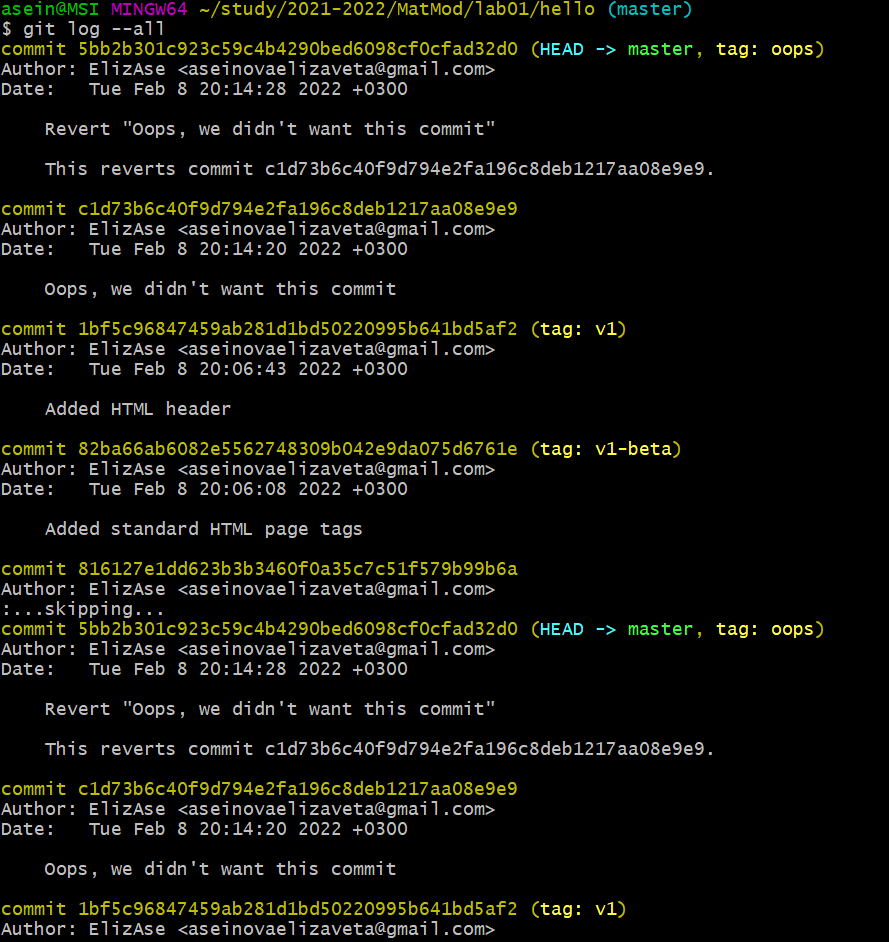 asein@MSI MINGW64 ~/study/2021-2022/MatMod/lab01/hello (master)
$ git log --all
commit 5bb2b301c923c59c4b4290bed6098cf0cfad32d0 (HEAD -> master, tag: oops)
Author: ElizAse <aseinovaelizaveta@gmail.com>
Date:   Tue Feb 8 20:14:28 2022 +0300

    Revert "Oops, we didn't want this commit"

    This reverts commit c1d73b6c40f9d794e2fa196c8deb1217aa08e9e9.

commit c1d73b6c40f9d794e2fa196c8deb1217aa08e9e9
Author: ElizAse <aseinovaelizaveta@gmail.com>
Date:   Tue Feb 8 20:14:20 2022 +0300

    Oops, we didn't want this commit

commit 1bf5c96847459ab281d1bd50220995b641bd5af2 (tag: v1)
Author: ElizAse <aseinovaelizaveta@gmail.com>
Date:   Tue Feb 8 20:06:43 2022 +0300

    Added HTML header

commit 82ba66ab6082e5562748309b042e9da075d6761e (tag: v1-beta)
Author: ElizAse <aseinovaelizaveta@gmail.com>
Date:   Tue Feb 8 20:06:08 2022 +0300

    Added standard HTML page tags

commit 816127e1dd623b3b3460f0a35c7c51f579b99b6a
Author: ElizAse <aseinovaelizaveta@gmail.com>
:...skipping...
commit 5bb2b301c923c59c4b4290bed6098cf0cfad32d0 (HEAD -> master, tag: oops)
Author: ElizAse <aseinovaelizaveta@gmail.com>
Date:   Tue Feb 8 20:14:28 2022 +0300

    Revert "Oops, we didn't want this commit"

    This reverts commit c1d73b6c40f9d794e2fa196c8deb1217aa08e9e9.

commit c1d73b6c40f9d794e2fa196c8deb1217aa08e9e9
Author: ElizAse <aseinovaelizaveta@gmail.com>
Date:   Tue Feb 8 20:14:20 2022 +0300

    Oops, we didn't want this commit

commit 1bf5c96847459ab281d1bd50220995b641bd5af2 (tag: v1)
Author: ElizAse <aseinovaelizaveta@gmail.com>